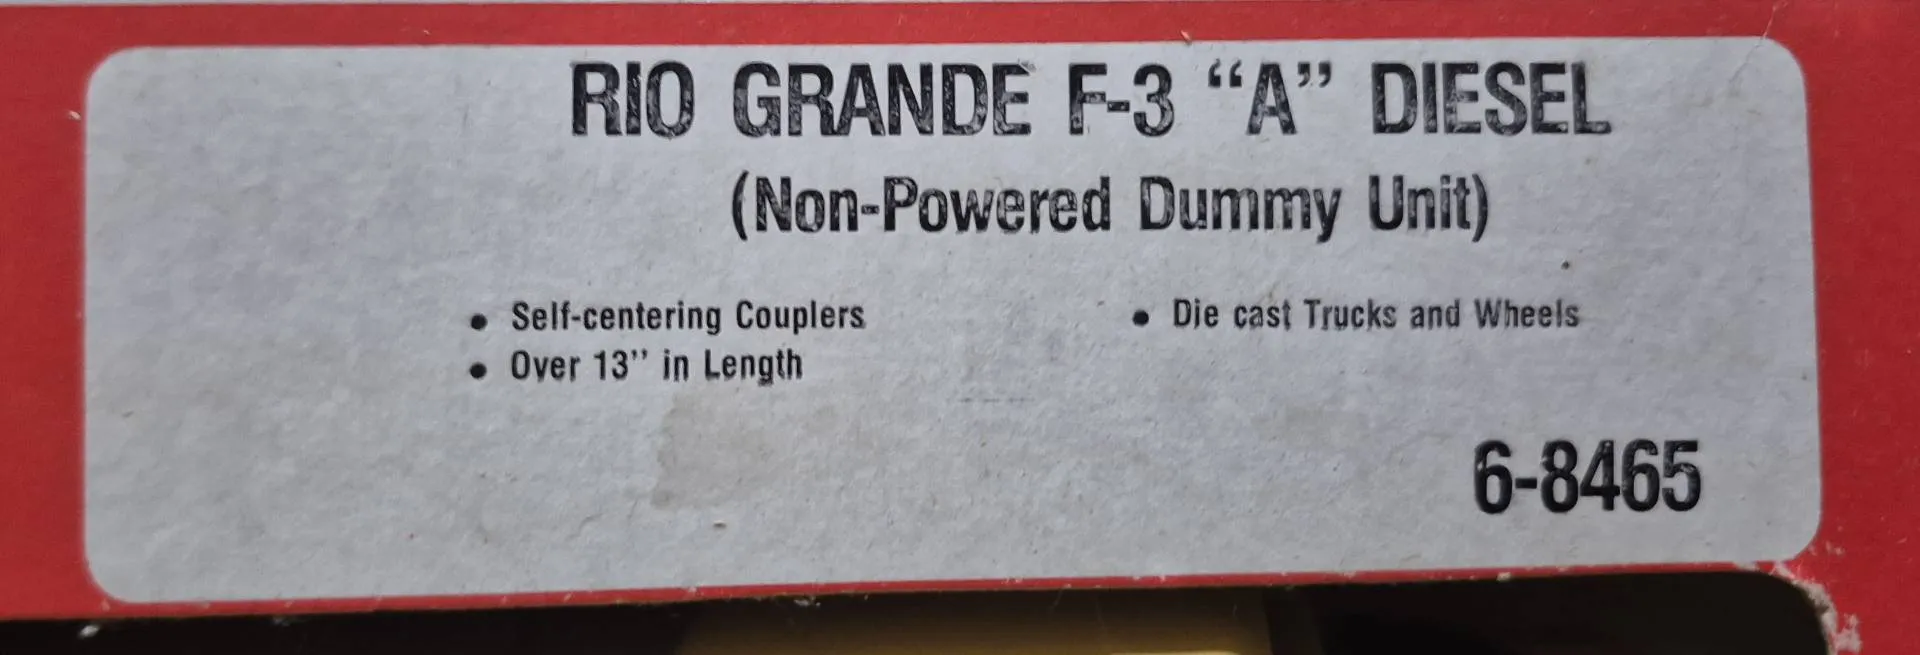 RIO GRANDE F-3 “A” DIESEL
(Non-Powered Dummy Unit)
• Self-centering Couplers
• Over 13’’ in Length
• Die cast Trucks and Wheels
6-8465